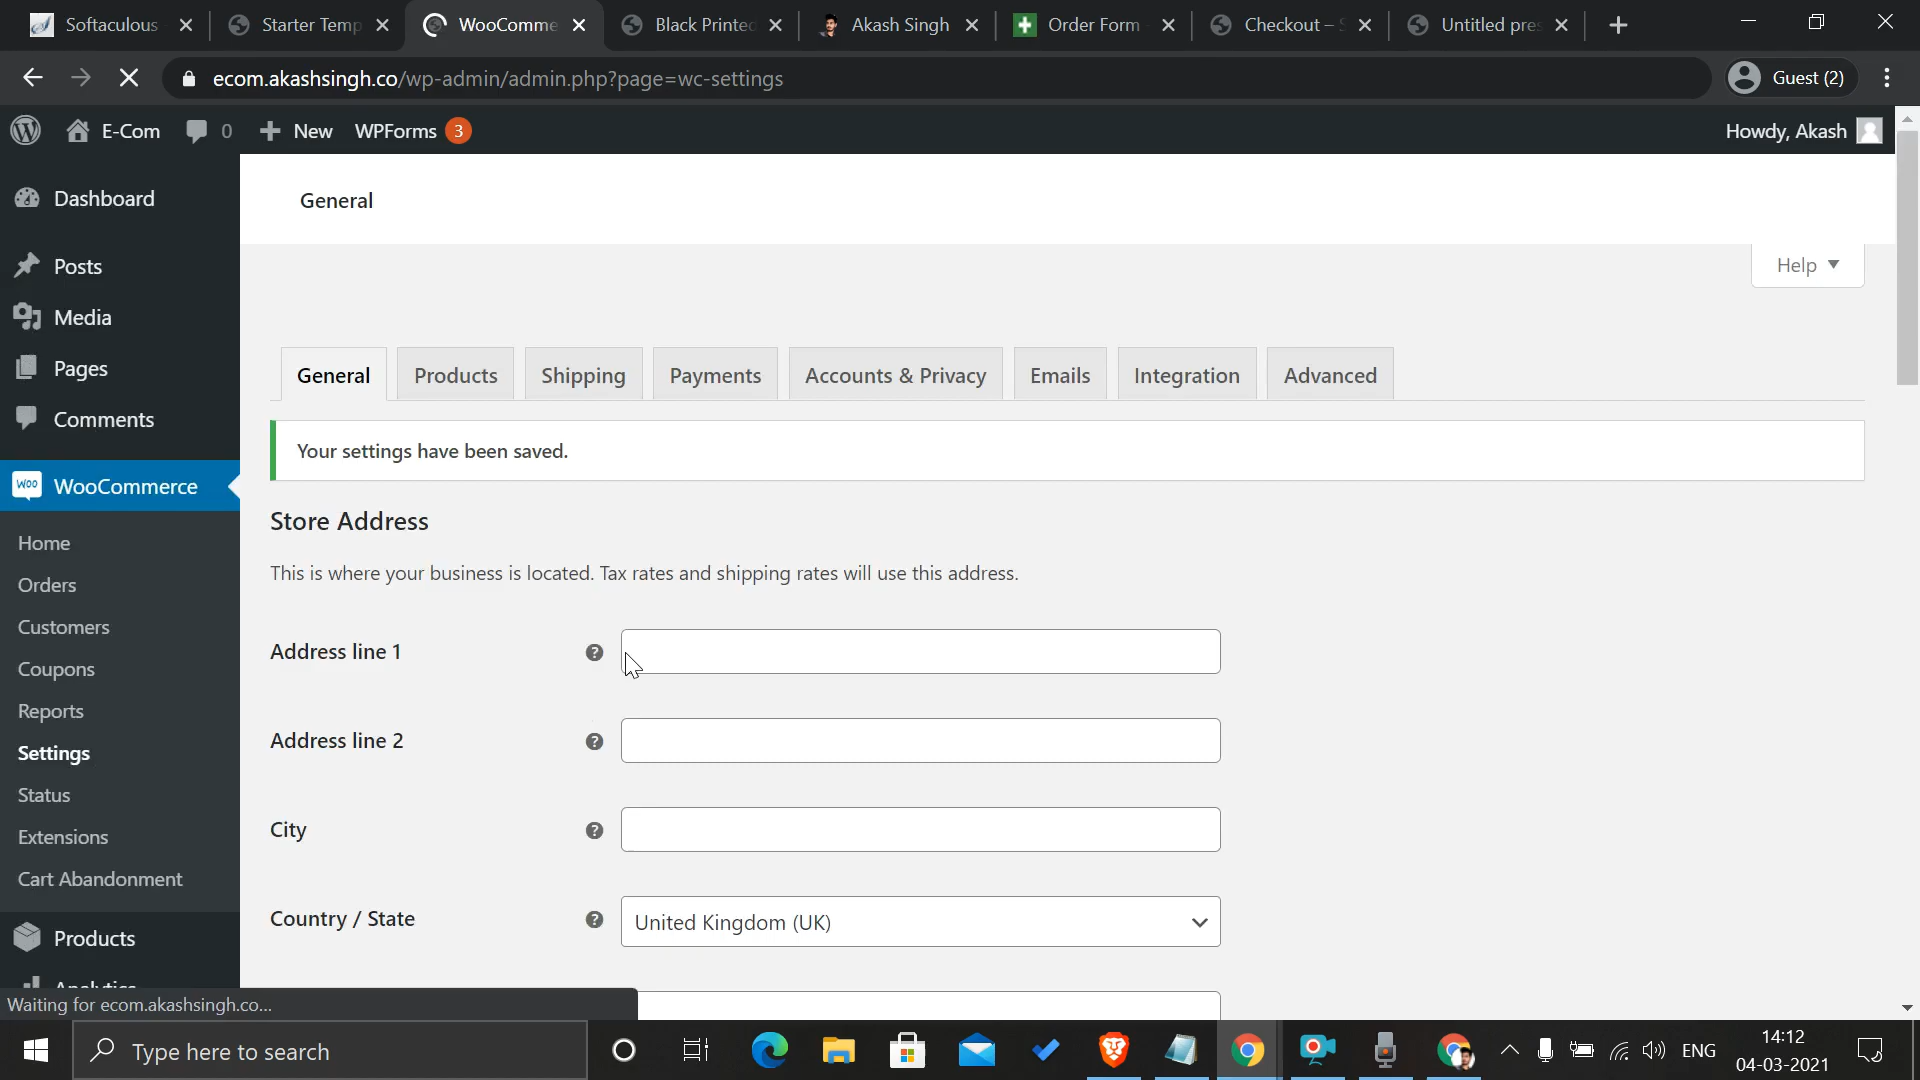 Softaculous
Starter Temp
WooComme
Black Printed
Akash Singh
Order Form
Checkout – S
Untitled pres
ecom.akashsingh.co/wp-admin/admin.php?page=wc-settings
Guest (2)
E-Com
0
New
WPForms
3
Howdy, Akash
Dashboard
Posts
Media
Pages
Comments
WooCommerce
Home
Orders
Customers
Coupons
Reports
Settings
Status
Extensions
Cart Abandonment
Products
Analytics
General
Help
General
Products
Shipping
Payments
Accounts & Privacy
Emails
Integration
Advanced
Your settings have been saved.
Store Address
This is where your business is located. Tax rates and shipping rates will use this address.
Address line 1
Address line 2
City
Country / State
United Kingdom (UK)
Waiting for ecom.akashsingh.co...
Type here to search
ENG
14:12
04-03-2021